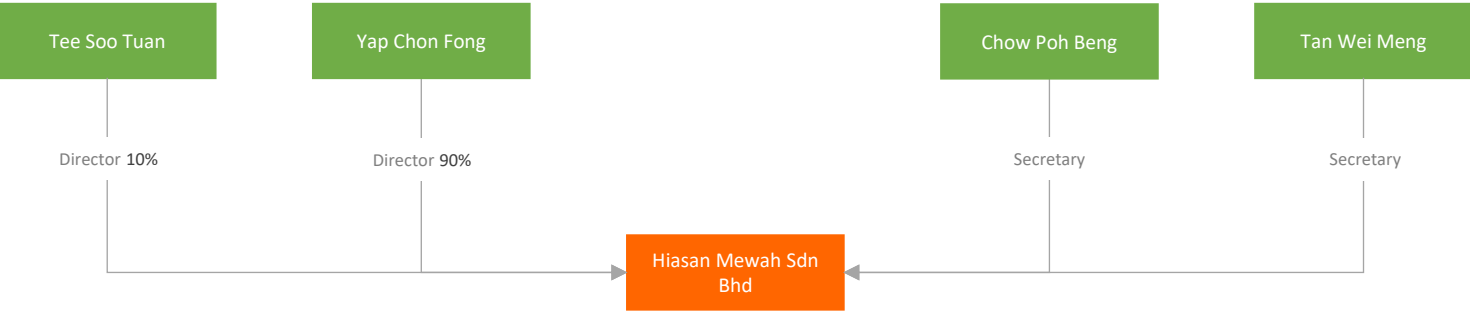 Tee Soo Tuan
Yap Chon Fong
Chow Poh Beng
Tan Wei Meng
Director 10%
Director 90%
Secretary
Secretary
Hiasan Mewah Sdn
Bhd